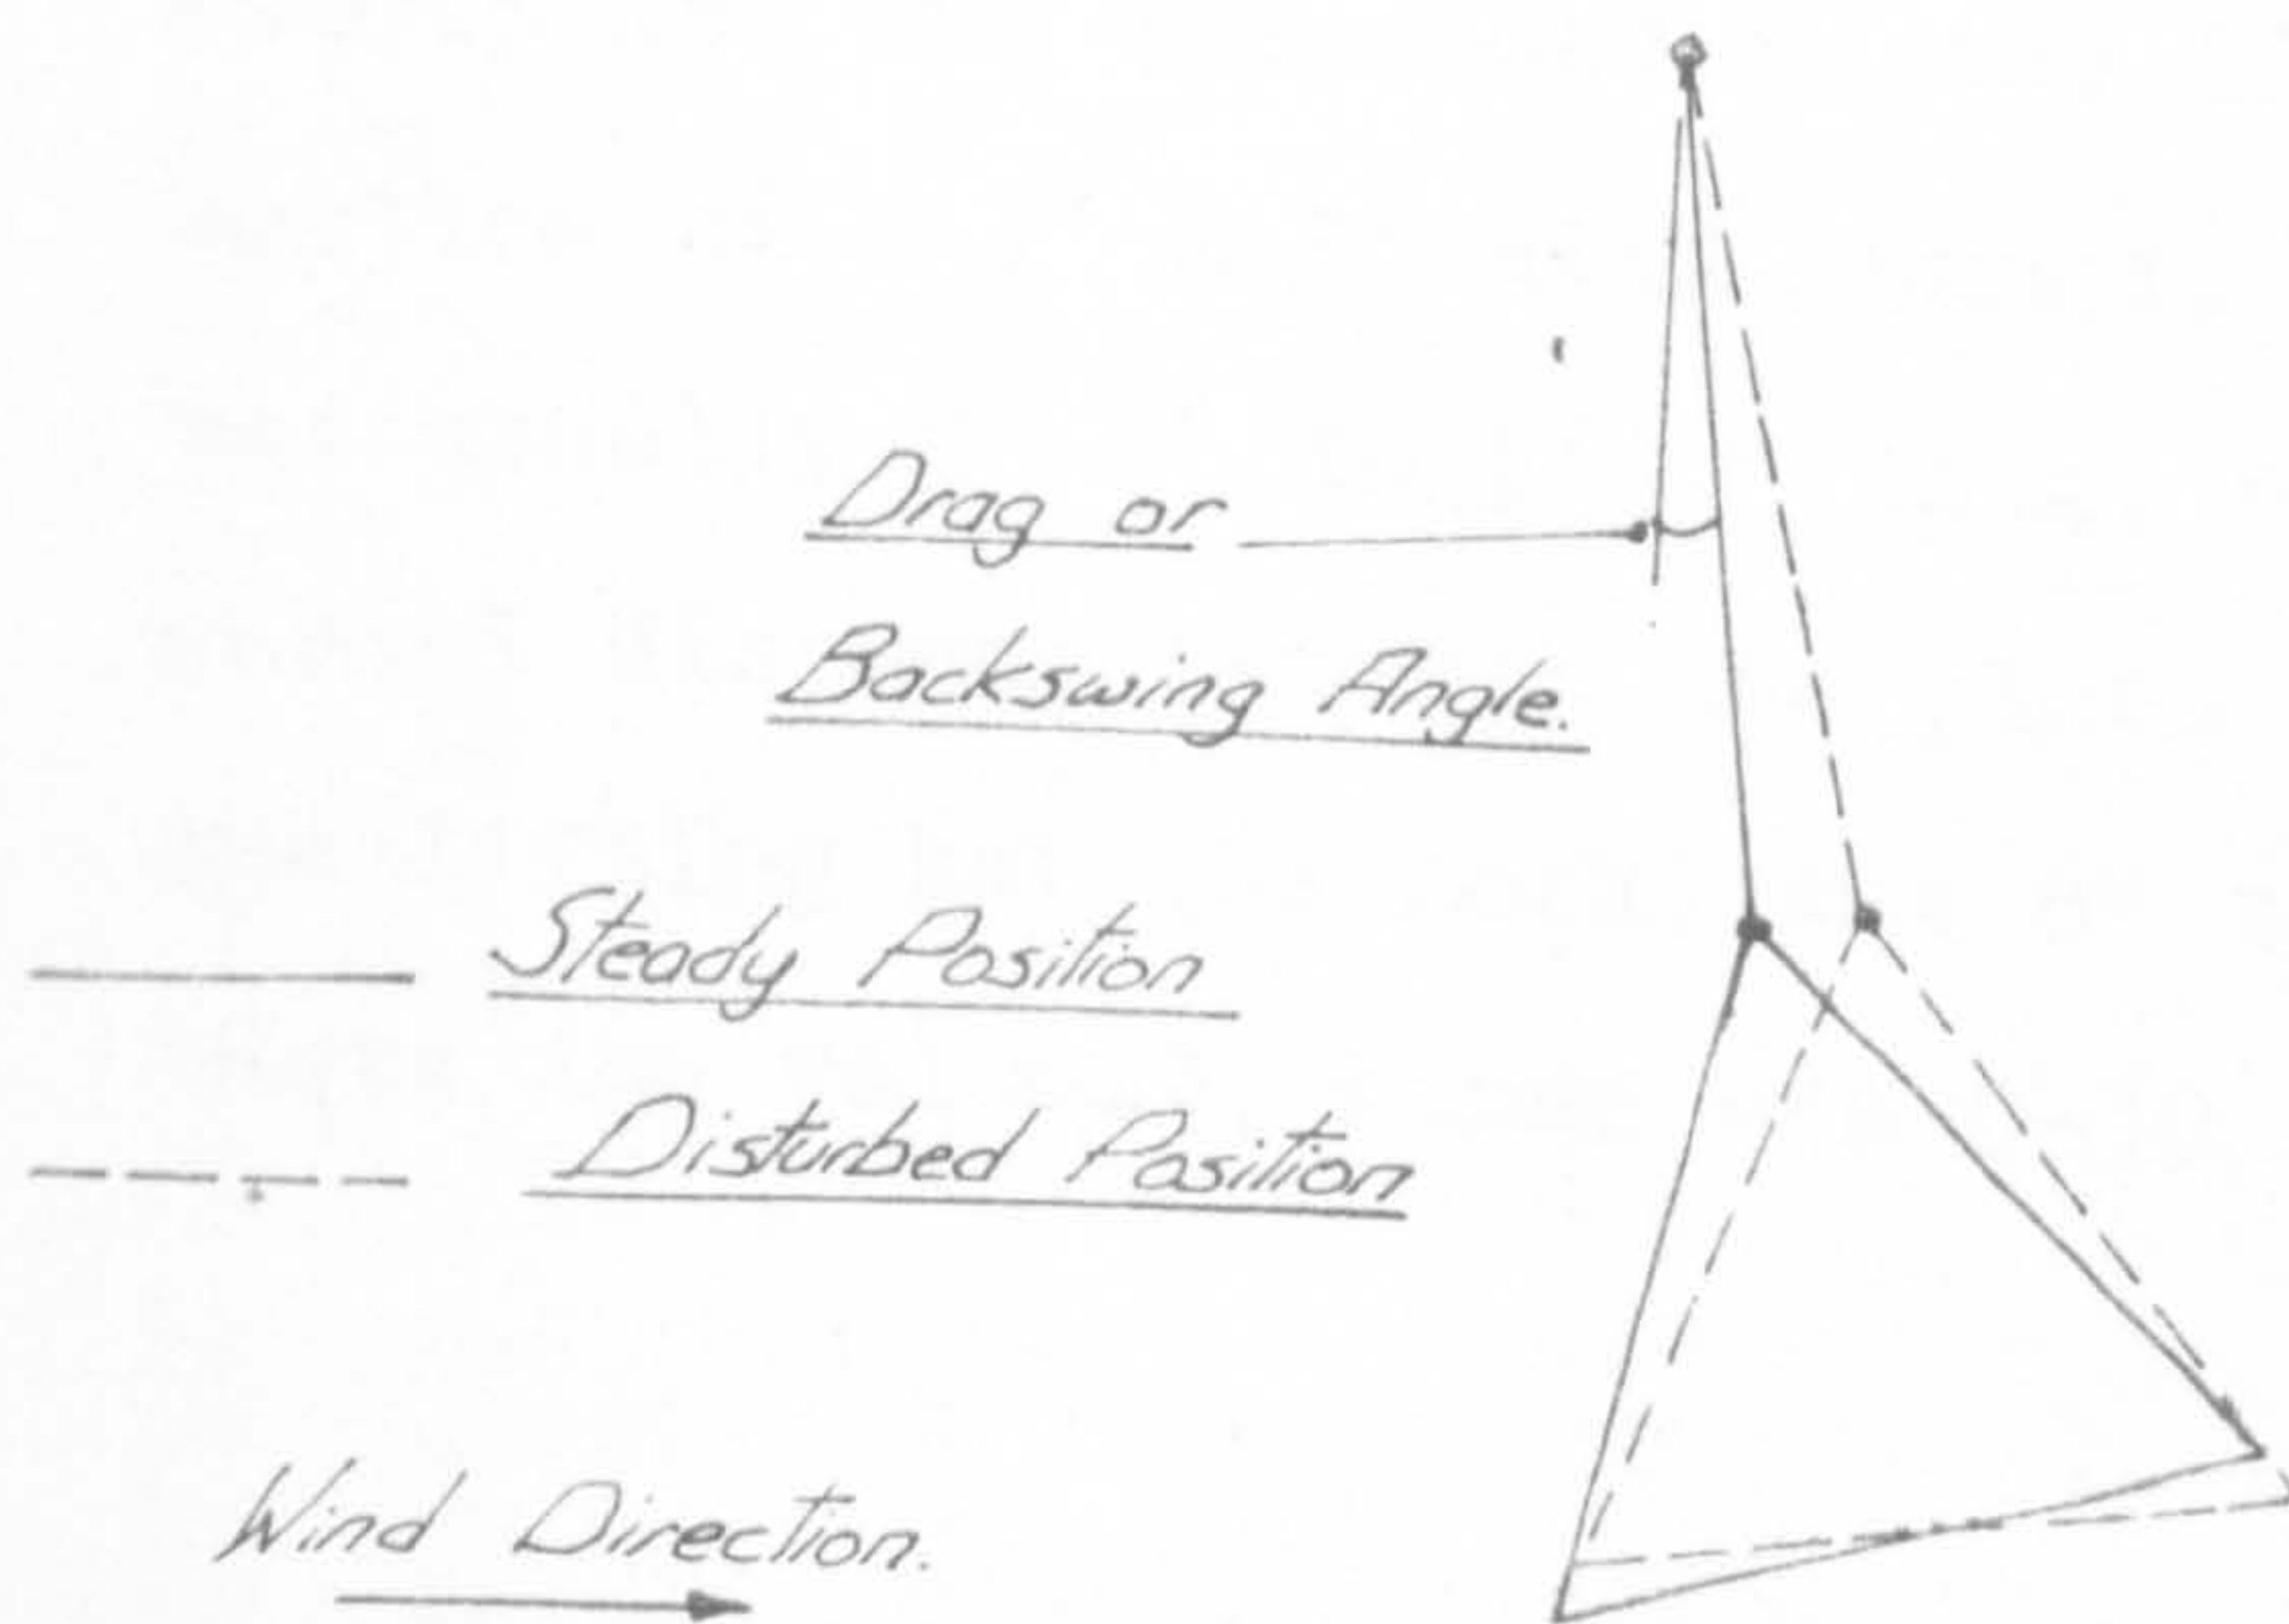 Drag or
Backswing Angle.
Steady Position
Disturbed Position
Wind Direction.